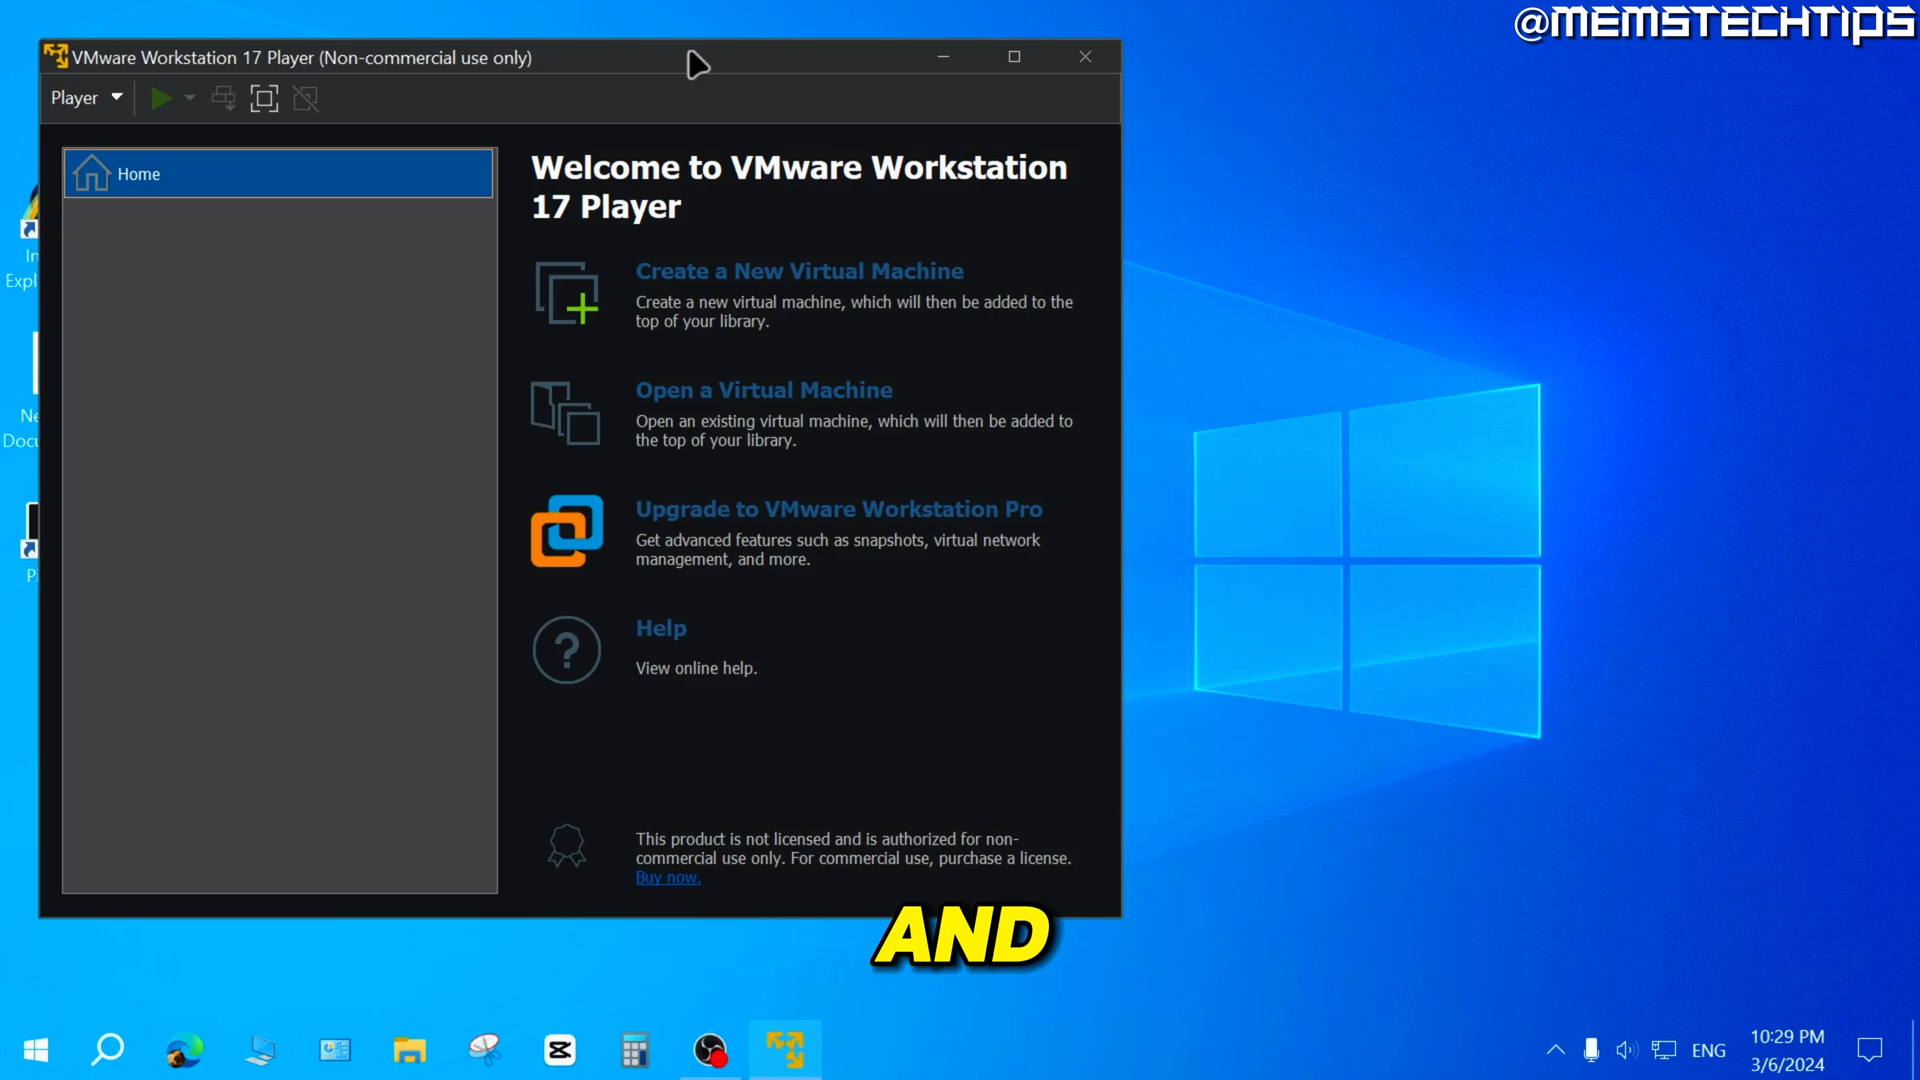 @MEMSTECHTIPS
VMware Workstation 17 Player (Non-commercial use only)
Player
Home
Welcome to VMware Workstation
17 Player
Create a New Virtual Machine
Create a new virtual machine, which will then be added to the
top of your library.
Open a Virtual Machine
Open an existing virtual machine, which will then be added to
the top of your library.
Upgrade to VMware Workstation Pro
Get advanced features such as snapshots, virtual network
management, and more.
Help
View online help.
This product is not licensed and is authorized for non-
commercial use only. For commercial use, purchase a license.
Buy now.
AND
ENG
10:29 PM
3/6/2024